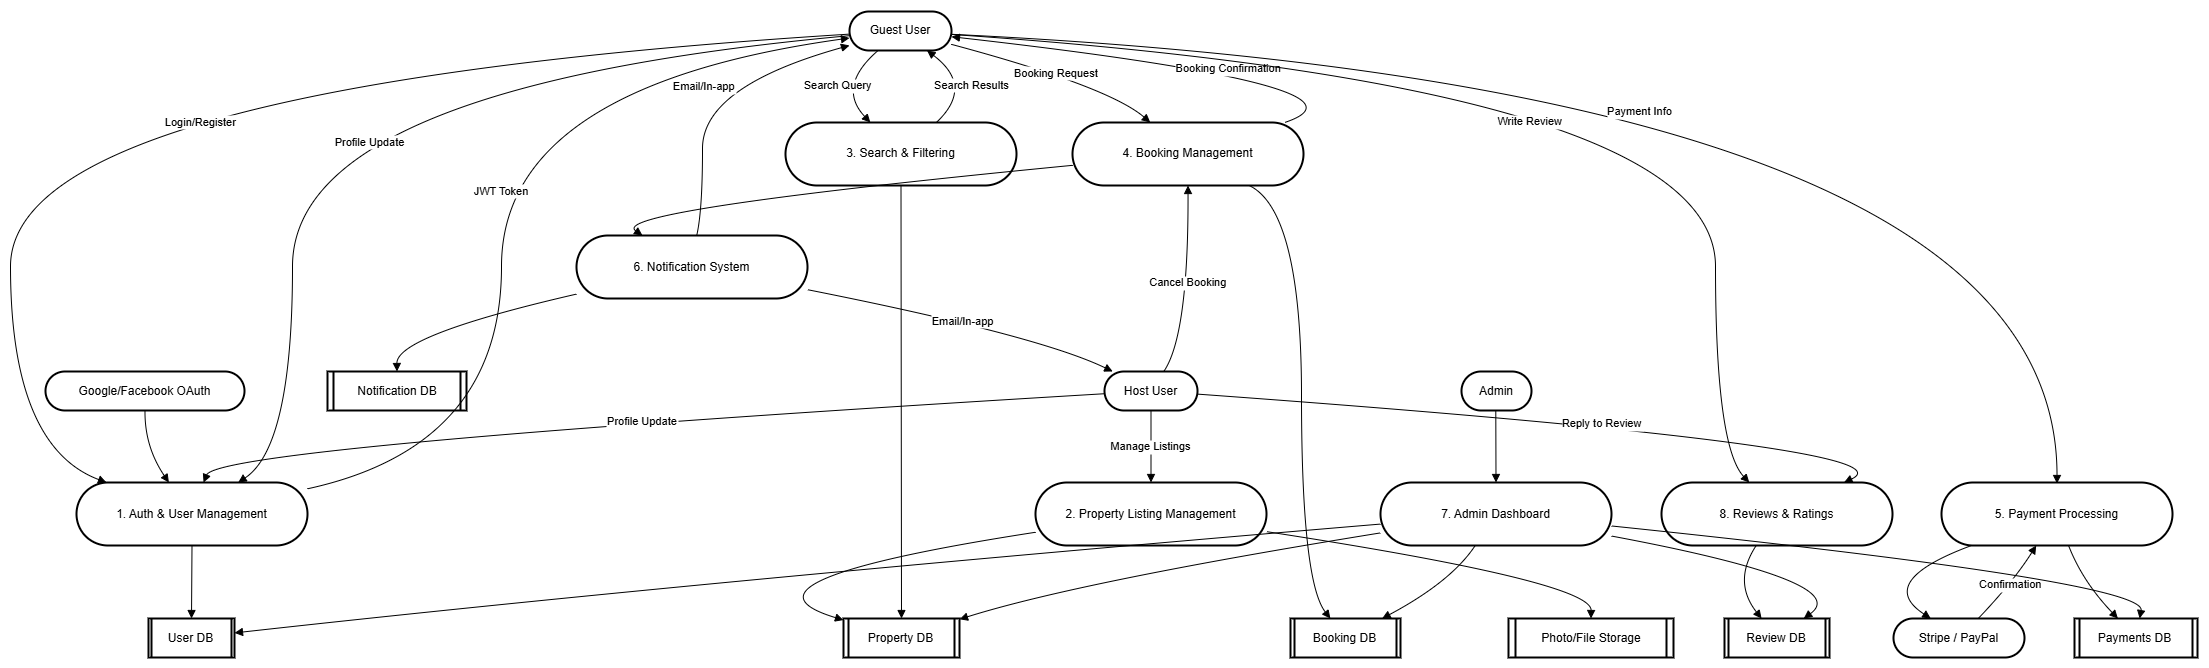 Guest User
Booking Confirmation
Booking Request
Search Query
Search Results
Email/In-app
Payment Info
Login/Register
Write Review
Profile Update
3. Search & Filtering
4. Booking Management
JWT Token
6. Notification System
Cancel Booking
Email/In-app
Google/Facebook OAuth
Notification DB
Host User
Admin
Profile Update
Reply to Review
Manage Listings
1. Auth & User Management
2. Property Listing Management
7. Admin Dashboard
8. Reviews & Ratings
5. Payment Processing
Confirmation
User DB
Property DB
Booking DB
Photo/File Storage
Review DB
Stripe / PayPal
Payments DB